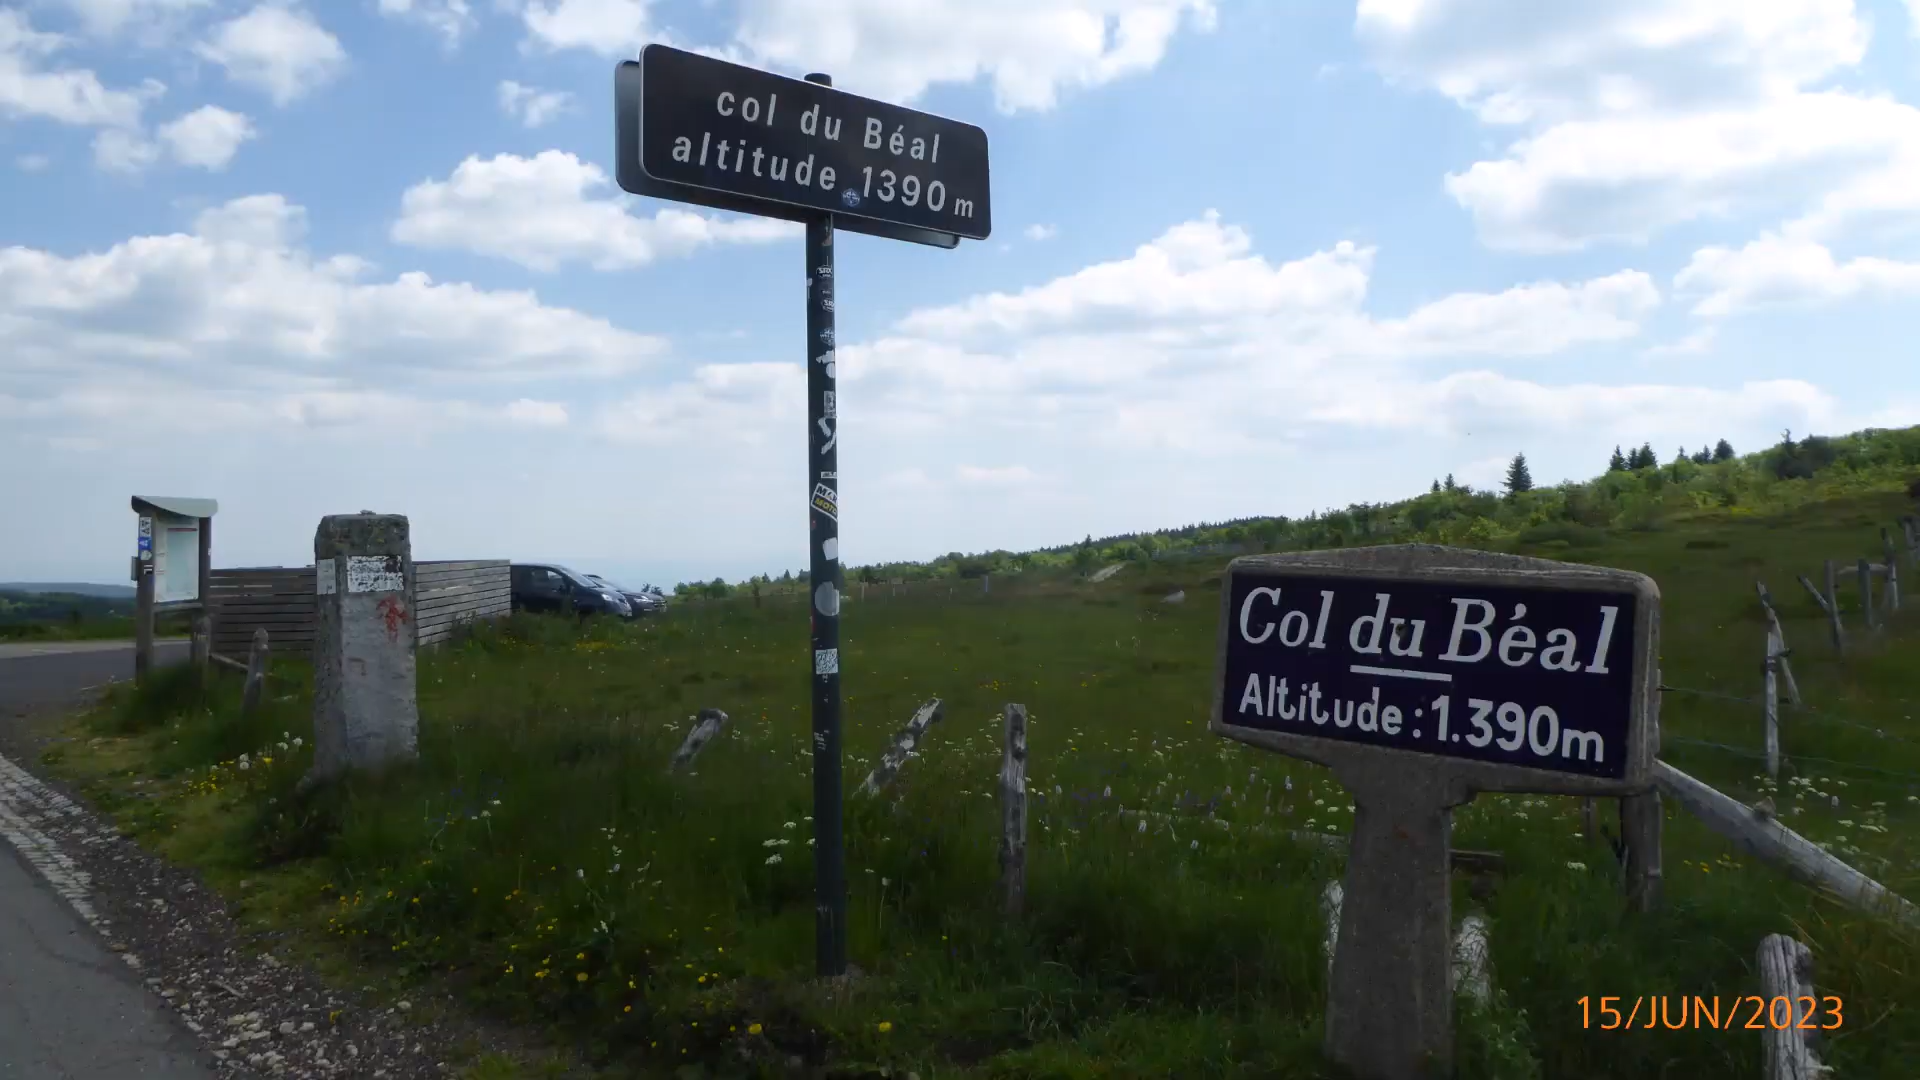 col du Béal
altitude 1390 m
Col du Béal
Altitude : 1.390m
15/JUN/2023